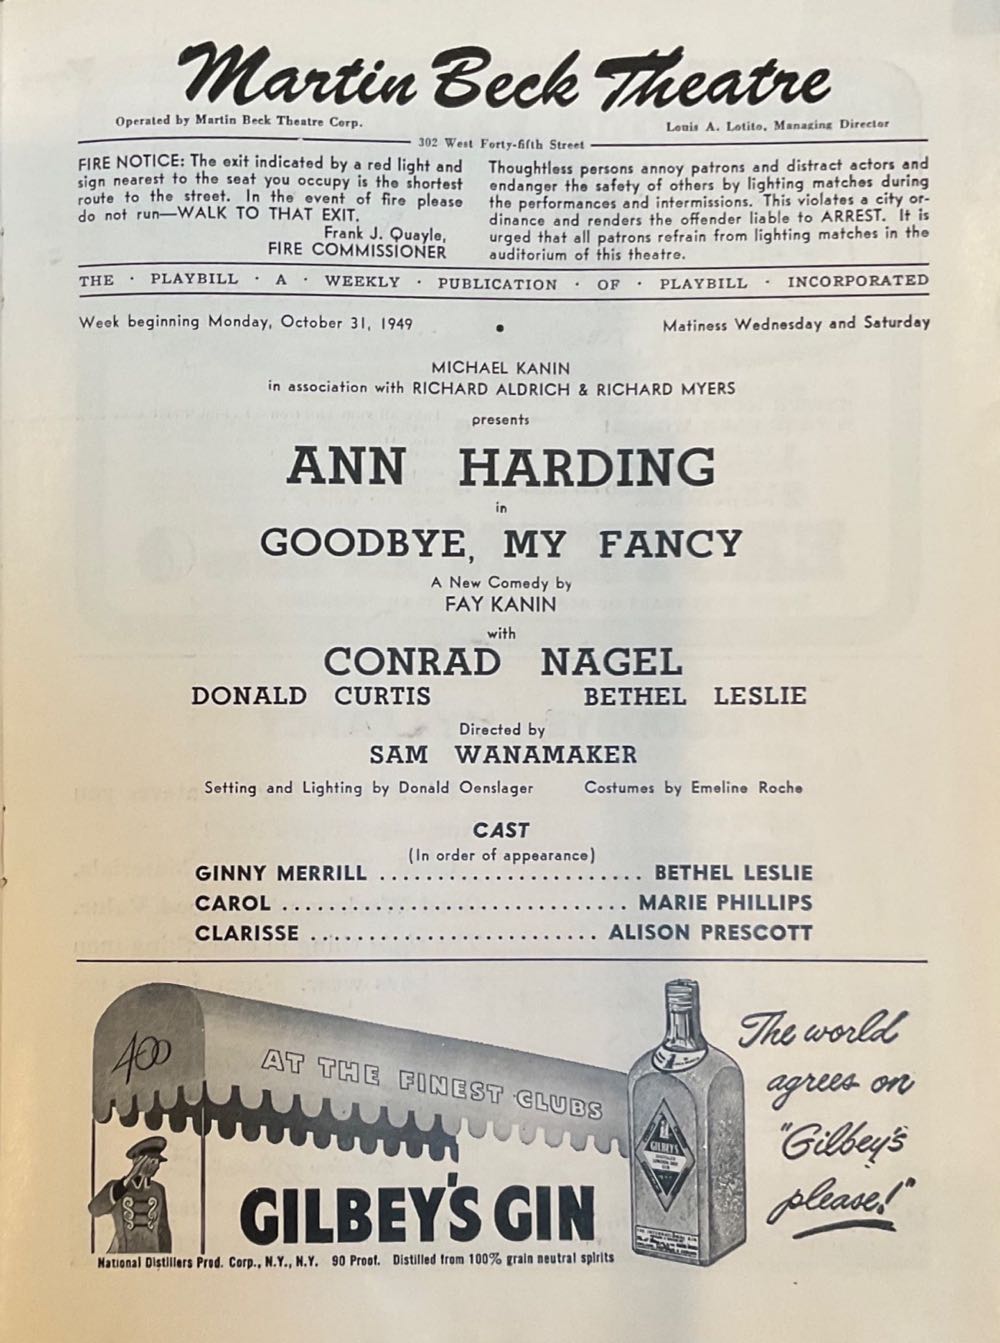 Martin Beck Theatre
Operated by Martin Beck Theatre Corp.
Louis A. Lotito, Managing Director
302 West Forty-fifth Street
FIRE NOTICE: The exit indicated by a red light and
sign nearest to the seat you occupy is the shortest
route to the street. In the event of fire please
do not run—WALK TO THAT EXIT.
Frank J. Quayle,
FIRE COMMISSIONER
Thoughtless persons annoy patrons and distract actors and
endanger the safety of others by lighting matches during
the performances and intermissions. This violates a city or-
dinance and renders the offender liable to ARREST. It is
urged that all patrons refrain from lighting matches in the
auditorium of this theatre.
THE · PLAYBILL · A · WEEKLY · PUBLICATION · OF · PLAYBILL · INCORPORATED
Week beginning Monday, October 31, 1949 • Matiness Wednesday and Saturday
MICHAEL KANIN
in association with RICHARD ALDRICH & RICHARD MYERS
presents
ANN HARDING
in
GOODBYE, MY FANCY
A New Comedy by
FAY KANIN
with
CONRAD NAGEL
DONALD CURTIS BETHEL LESLIE
Directed by
SAM WANAMAKER
Setting and Lighting by Donald Oenslager Costumes by Emeline Roche
CAST
(In order of appearance)
GINNY MERRILL ........................ BETHEL LESLIE
CAROL ................................ MARIE PHILLIPS
CLARISSE .......................... ALISON PRESCOTT
400
AT THE FINEST CLUBS
GILBEY'S
GILBEY'S GIN
National Distillers Prod. Corp., N.Y., N.Y. 90 Proof. Distilled from 100% grain neutral spirits
The world
agrees on
"Gilbey's
please!"